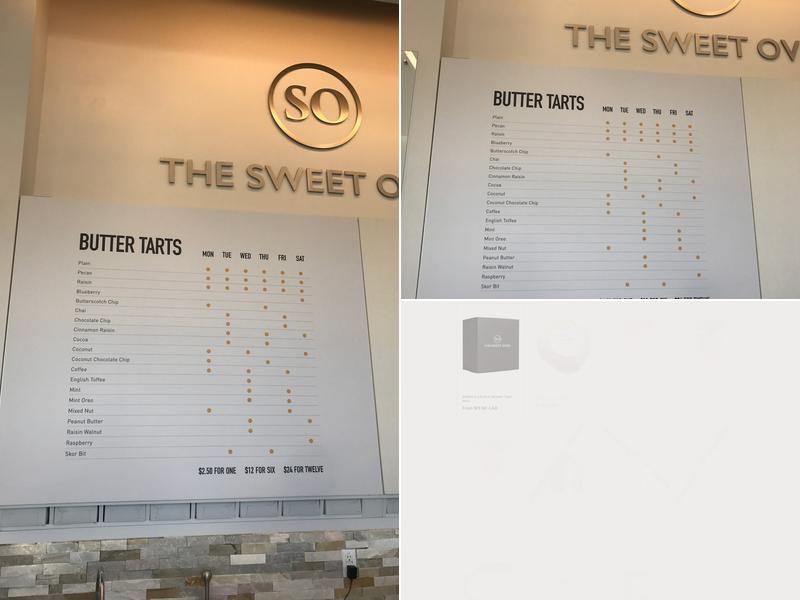 SO
THE SWEET O
BUTTER TARTS
MON TUE WED THU FRI SAT
Plain
Pecan
Raisin
Blueberry
Butterscotch Chip
Chai
Chocolate Chip
Cinnamon Raisin
Cocoa
Coconut
Coconut Chocolate Chip
Coffee
English Toffee
Mint
Mint Oreo
Mixed Nut
Peanut Butter
Raisin Walnut
Raspberry
Skor Bit
$2.50 FOR ONE $12 FOR SIX $24 FOR TWELVE
THE SWEET OV
BUTTER TARTS
MON TUE WED THU FRI SAT
Plain
Pecan
Raisin
Blueberry
Butterscotch Chip
Chai
Chocolate Chip
Cinnamon Raisin
Cocoa
Coconut
Coconut Chocolate Chip
Coffee
English Toffee
Mint
Mint Oreo
Mixed Nut
Peanut Butter
Raisin Walnut
Raspberry
Skor Bit
THE SWEET OVEN